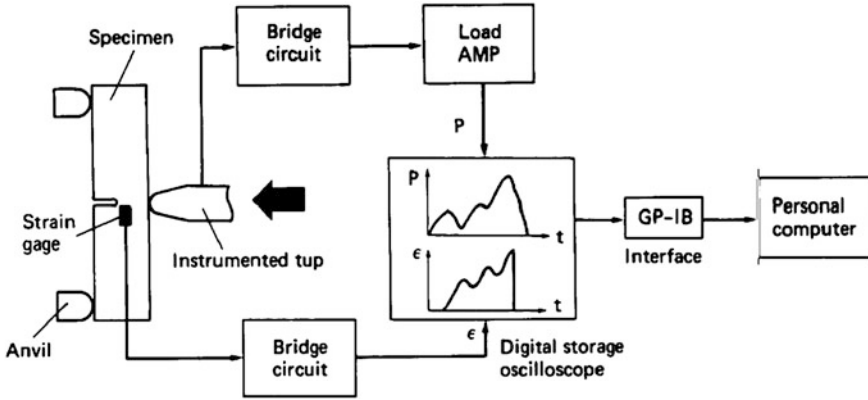 Specimen
Bridge
circuit
Load
AMP
P
P
t
ϵ
t
GP-IB
Interface
Personal
computer
Strain
gage
Instrumented tup
Anvil
Bridge
circuit
ϵ
Digital storage
oscilloscope